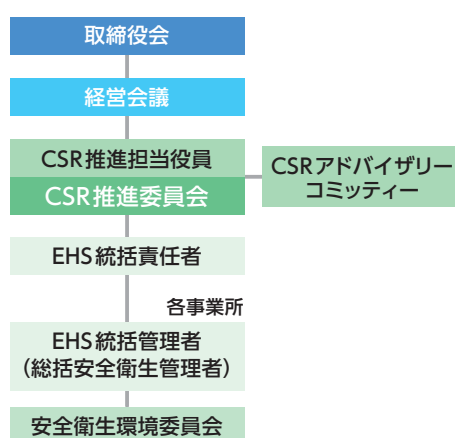 取締役会
経営会議
CSR推進担当役員
CSR推進委員会
CSRアドバイザリー
コミッティー
EHS統括責任者
各事業所
EHS統括管理者
（総括安全衛生管理者）
安全衛生環境委員会